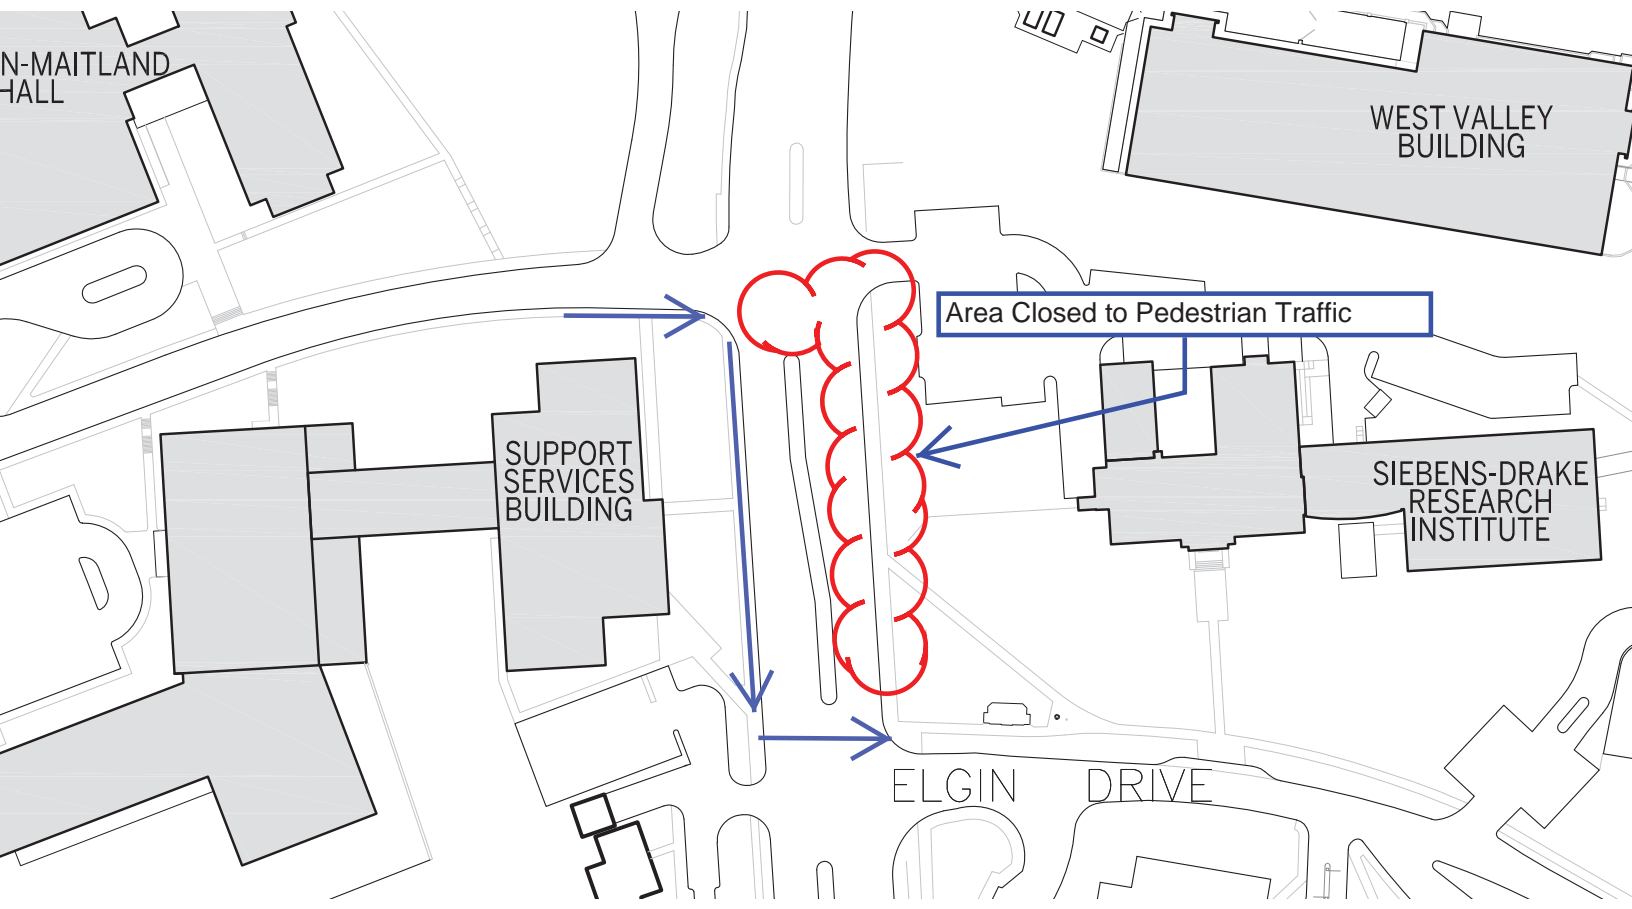 N-MAITLAND
HALL
WEST VALLEY
BUILDING
Area Closed to Pedestrian Traffic
SUPPORT
SERVICES
BUILDING
SIEBENS-DRAKE
RESEARCH
INSTITUTE
ELGIN DRIVE